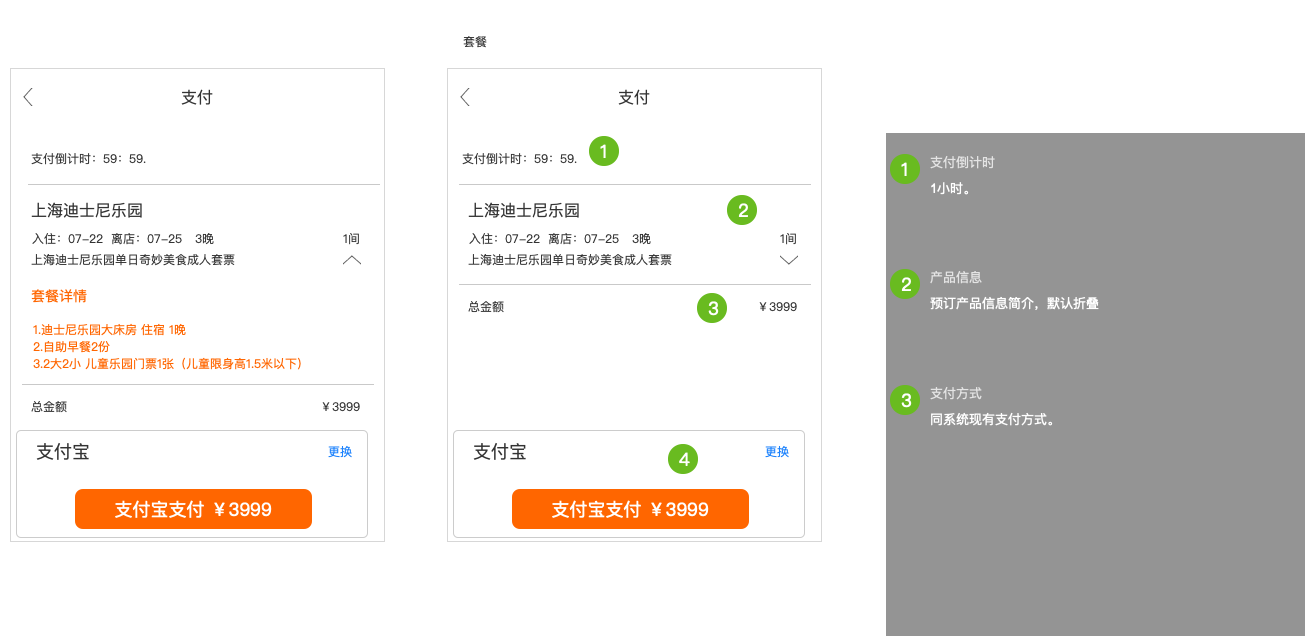 套餐
支付
支付倒计时：59：59.
上海迪士尼乐园
入住：07-22 离店：07-25 3晚 1间
上海迪士尼乐园单日奇妙美食成人套票
套餐详情
1.迪士尼乐园大床房 住宿 1晚
2.自助早餐2份
3.2大2小 儿童乐园门票1张（儿童限身高1.5米以下）
总金额 ￥3999
支付宝 更换
支付宝支付 ￥3999
支付
支付倒计时：59：59. 1
上海迪士尼乐园 2
入住：07-22 离店：07-25 3晚 1间
上海迪士尼乐园单日奇妙美食成人套票
总金额 3 ￥3999
支付宝 4 更换
支付宝支付 ￥3999
1 支付倒计时
1小时。
2 产品信息
预订产品信息简介，默认折叠
3 支付方式
同系统现有支付方式。